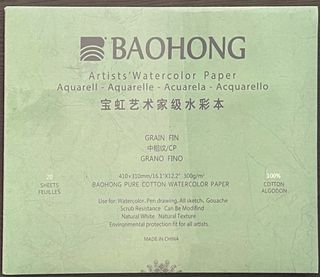 BAOHONG
Artists'Watercolor Paper
Aquarell - Aquarelle - Acuarela - Acquarello
宝虹艺术家级水彩本
GRAIN FIN
中粗纹/CP
GRANO FINO
410×310mm/16.1"X12.2" 300g/m²
BAOHONG PURE COTTON WATERCOLOR PAPER
20
SHEETS
FEUILLES
100%
COTTON
ALGODON
Use for: Watercolor, Pen drawing, All sketch, Gouache
Scrub Resistance Can Be Modifind
Natural White Natural Texture
Environmental protection fit for all artists.
MADE IN CHINA